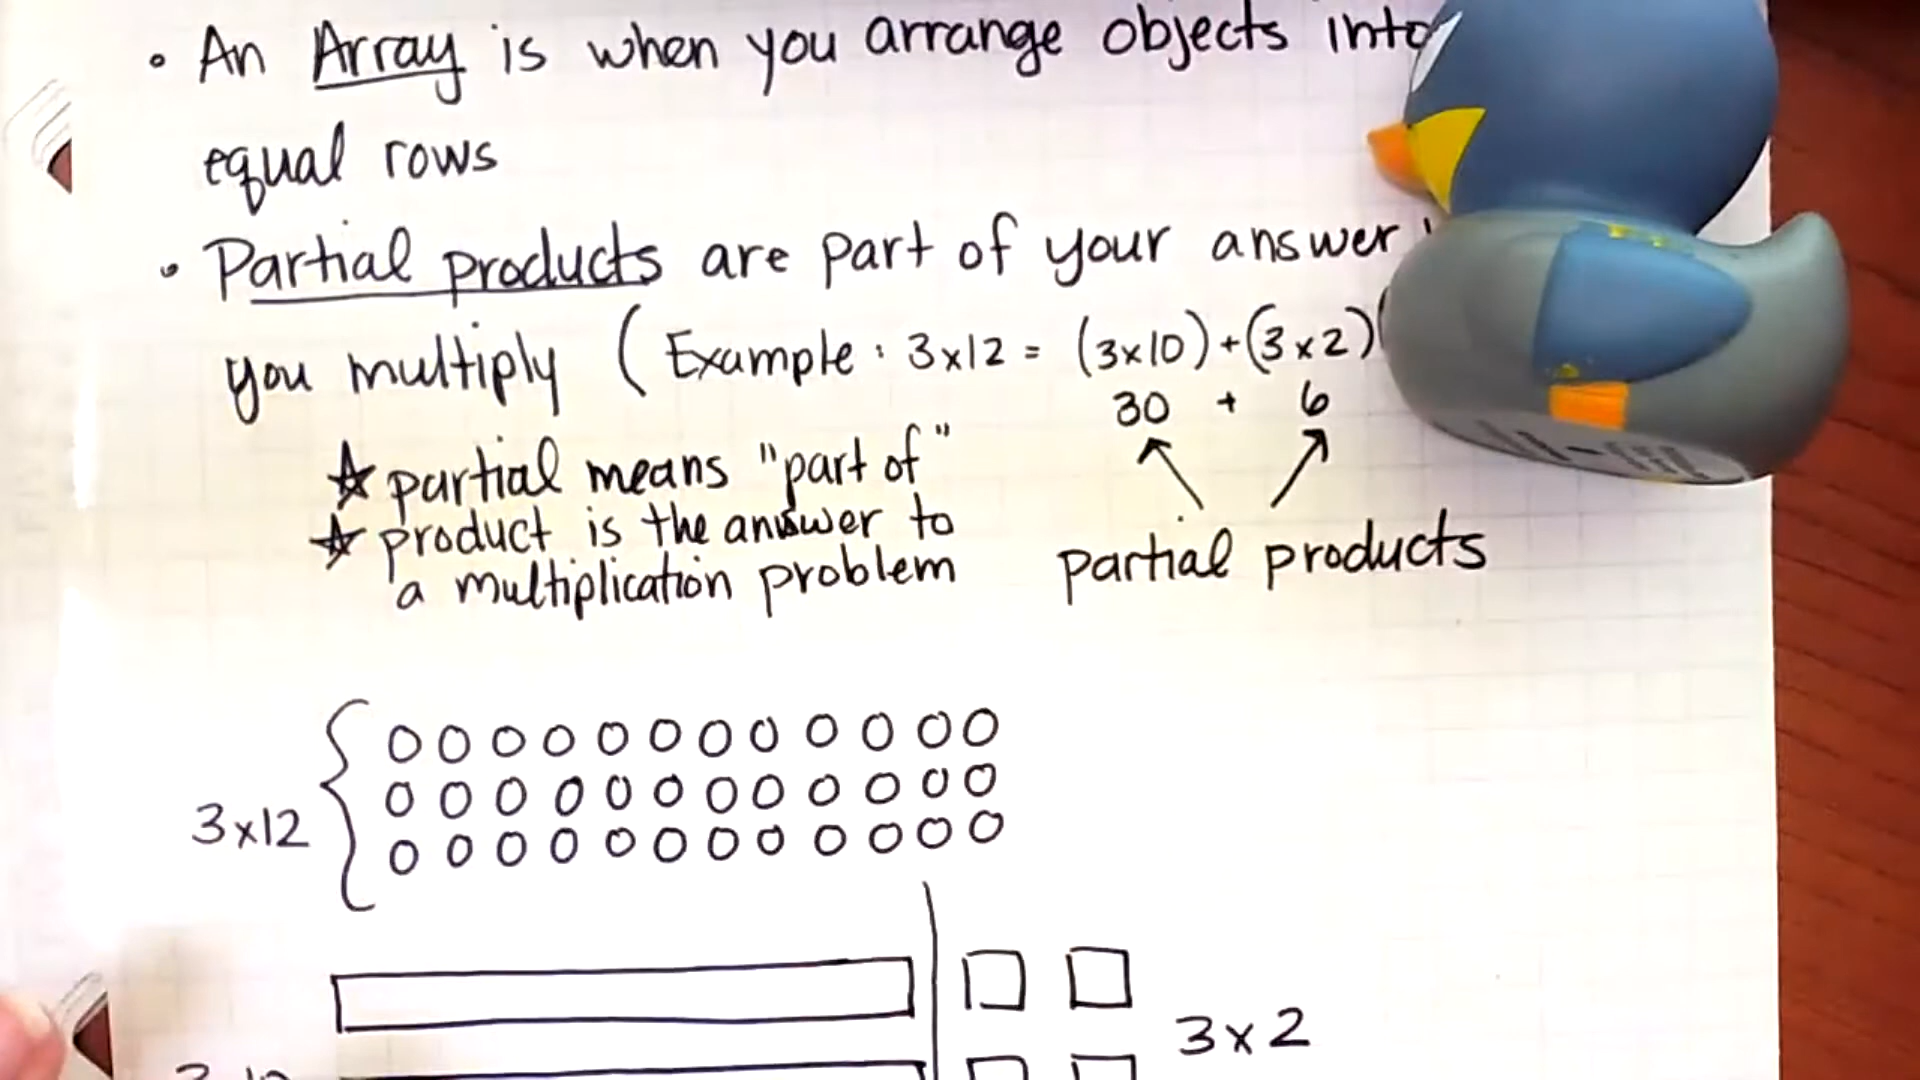 • An Array is when you arrange objects into
equal rows
• Partial products are part of your answer
you multiply ( Example: 3x12 = (3x10)+(3x2)
30 + 6
☆ partial means "part of"
☆ product is the answer to
a multiplication problem
partial products
3x12
3x2